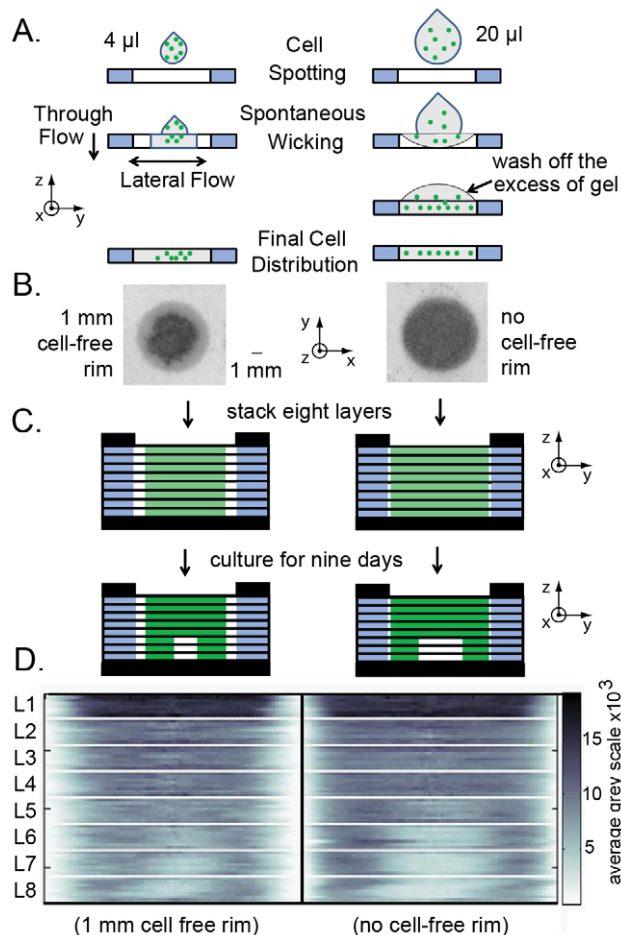 A.
4 µl
Cell
Spotting
20 µl
Through
Flow
Spontaneous
Wicking
Lateral Flow
z
x
y
wash off the
excess of gel
Final Cell
Distribution
B.
1 mm
cell-free
rim
1 mm
y
z
x
no
cell-free
rim
C.
stack eight layers
z
x
y
culture for nine days
z
x
y
D.
L1
L2
L3
L4
L5
L6
L7
L8
15
10
5
0
average grey scale x10³
(1 mm cell free rim)
(no cell-free rim)